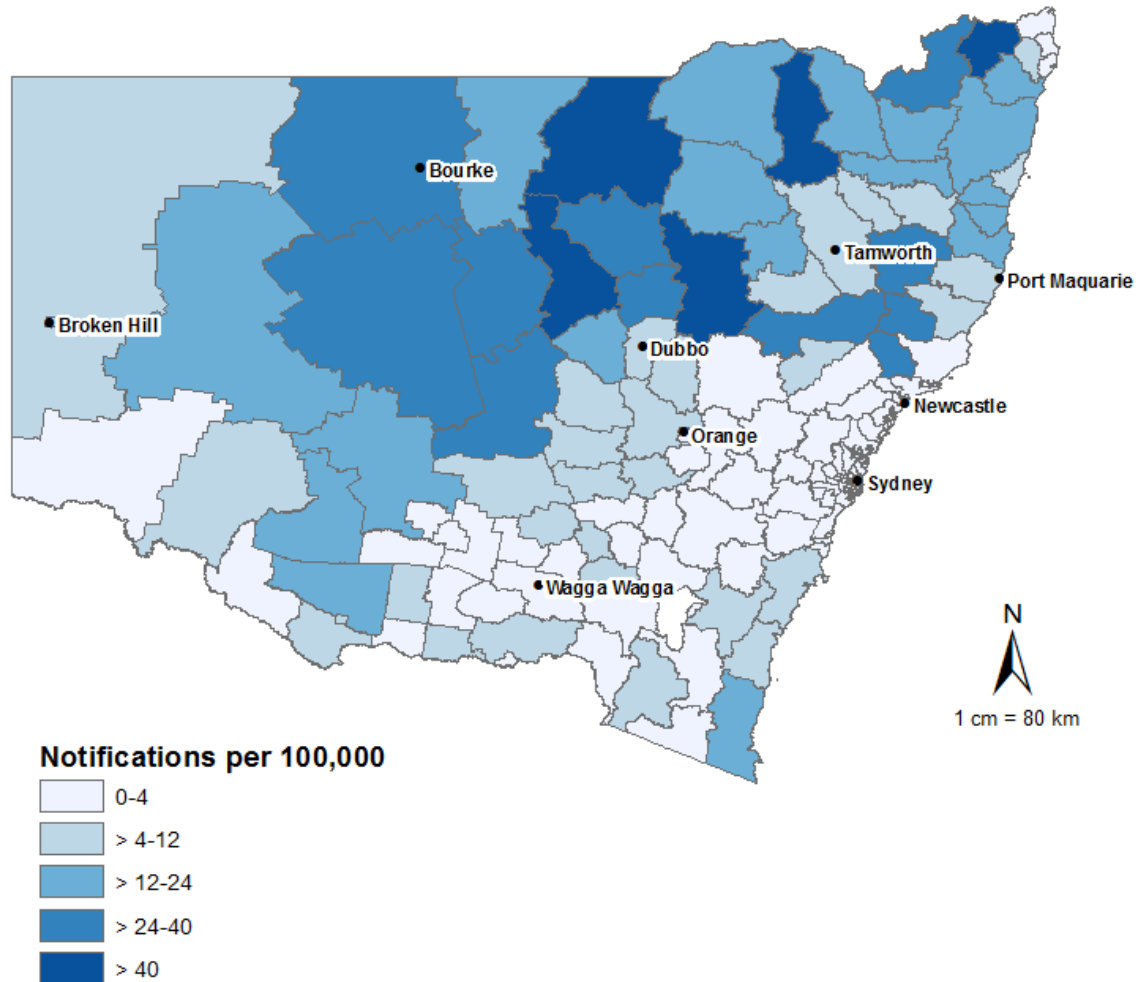 Bourke
Tamworth
Port Maquarie
Broken Hill
Dubbo
Newcastle
Orange
Sydney
Wagga Wagga
N
1 cm = 80 km
Notifications per 100,000
0-4
> 4-12
> 12-24
> 24-40
> 40